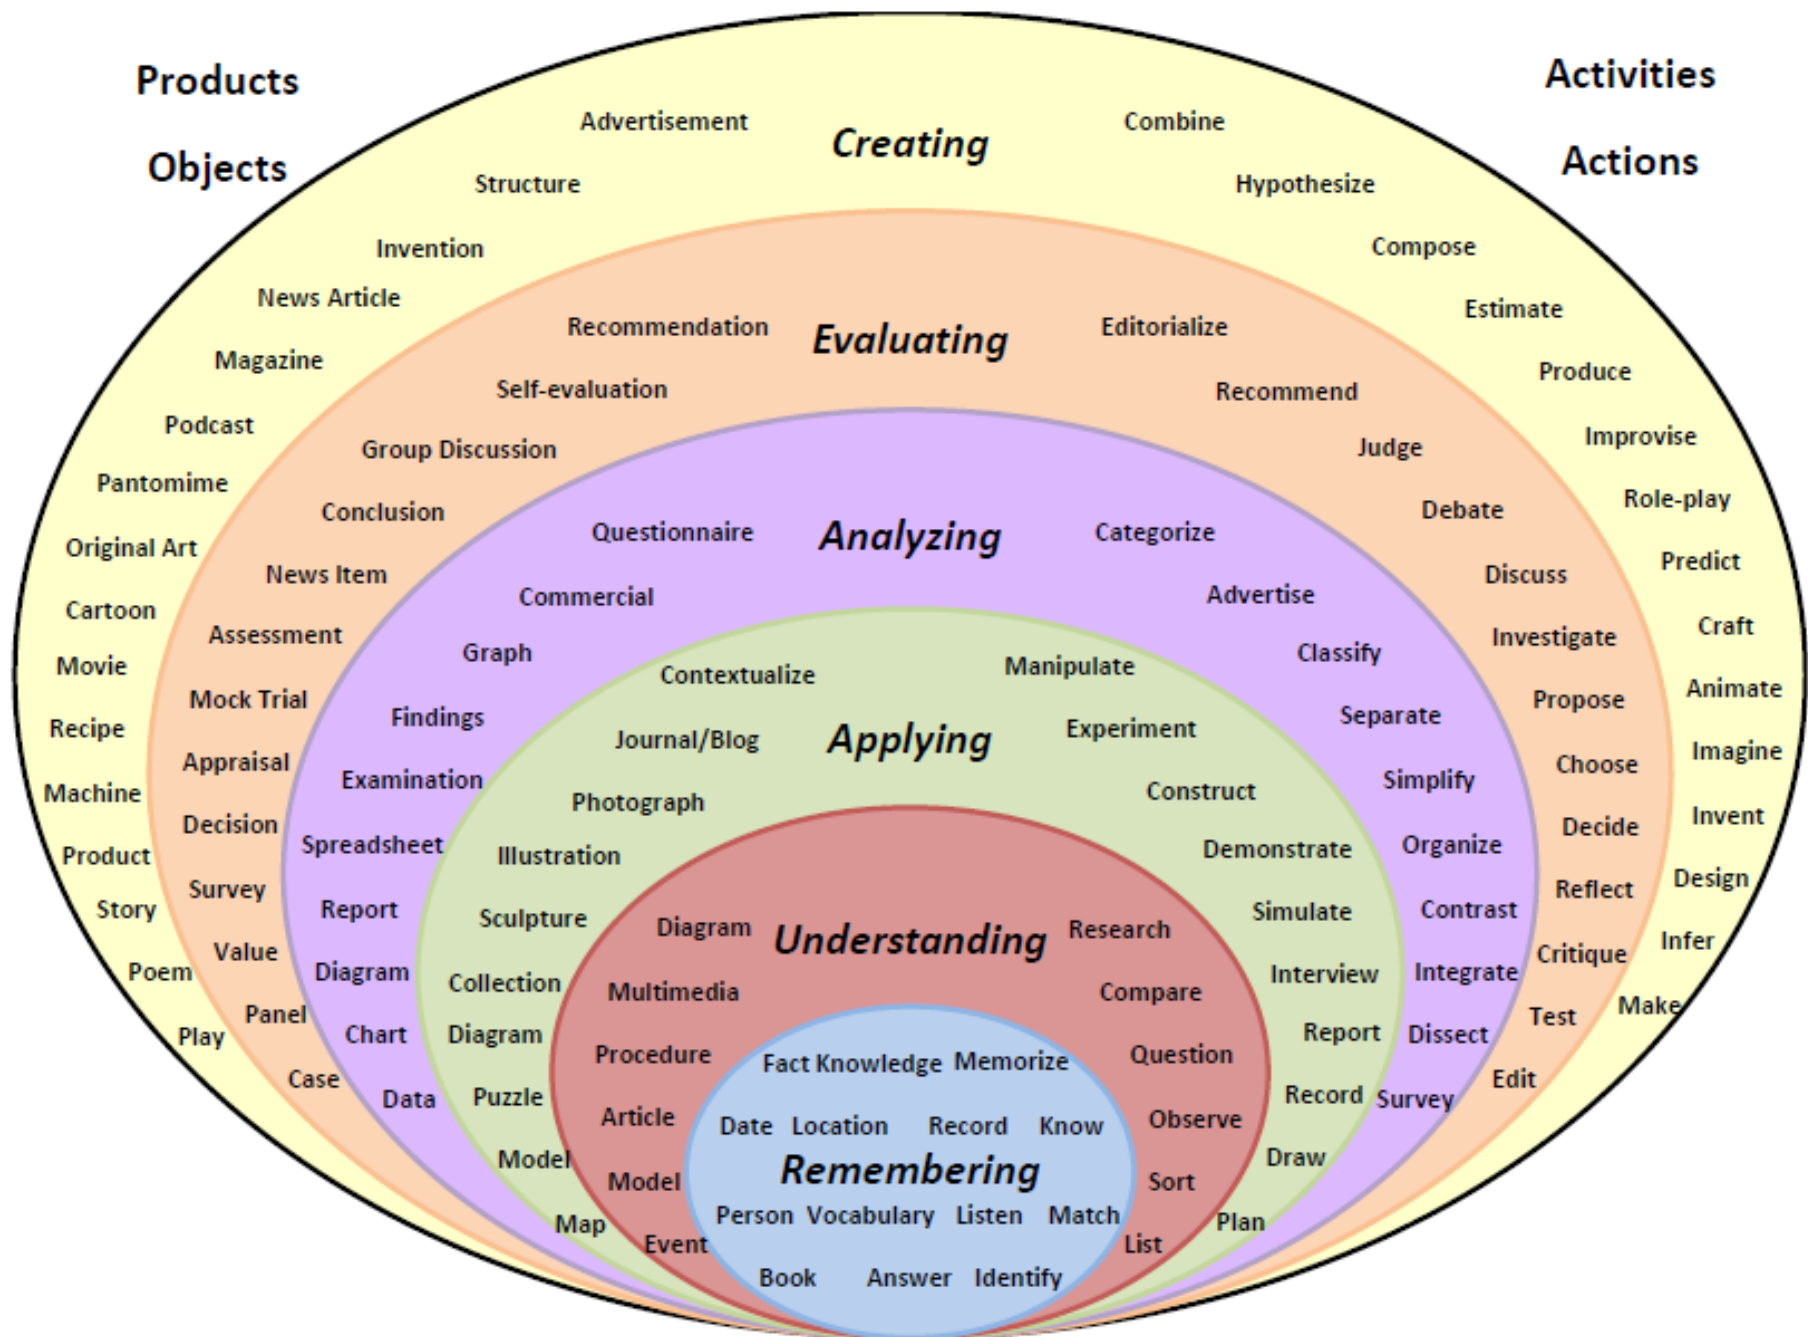 Products
Objects
Activities
Actions
Creating
Advertisement
Structure
Invention
News Article
Magazine
Podcast
Pantomime
Original Art
Cartoon
Movie
Recipe
Machine
Product
Story
Poem
Play
Combine
Hypothesize
Compose
Estimate
Produce
Improvise
Role-play
Predict
Craft
Animate
Imagine
Invent
Design
Infer
Make
Evaluating
Recommendation
Self-evaluation
Group Discussion
Conclusion
News Item
Assessment
Mock Trial
Appraisal
Decision
Survey
Value
Panel
Case
Editorialize
Recommend
Judge
Debate
Discuss
Investigate
Propose
Choose
Decide
Reflect
Critique
Test
Edit
Analyzing
Questionnaire
Commercial
Graph
Findings
Examination
Spreadsheet
Report
Diagram
Chart
Data
Categorize
Advertise
Classify
Separate
Simplify
Organize
Contrast
Integrate
Dissect
Survey
Applying
Contextualize
Journal/Blog
Photograph
Illustration
Sculpture
Collection
Diagram
Puzzle
Model
Map
Manipulate
Experiment
Construct
Demonstrate
Simulate
Interview
Report
Record
Draw
Plan
Understanding
Diagram
Multimedia
Procedure
Article
Model
Event
Research
Compare
Question
Observe
Sort
List
Fact Knowledge Memorize
Date Location Record Know
Remembering
Person Vocabulary Listen Match
Book Answer Identify